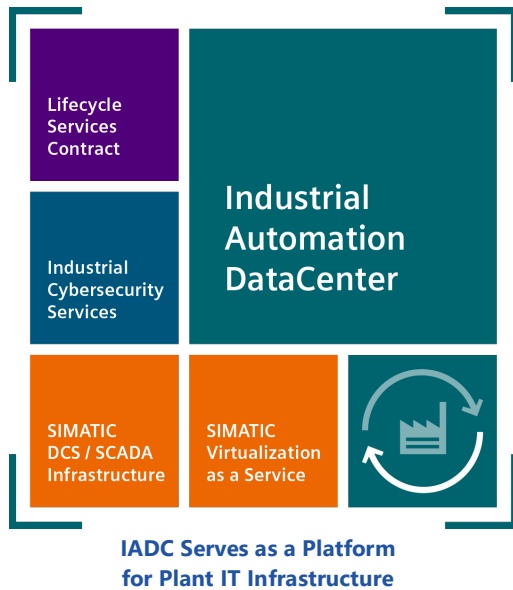 Lifecycle
Services
Contract
Industrial
Automation
DataCenter
Industrial
Cybersecurity
Services
SIMATIC
DCS / SCADA
Infrastructure
SIMATIC
Virtualization
as a Service
IADC Serves as a Platform
for Plant IT Infrastructure